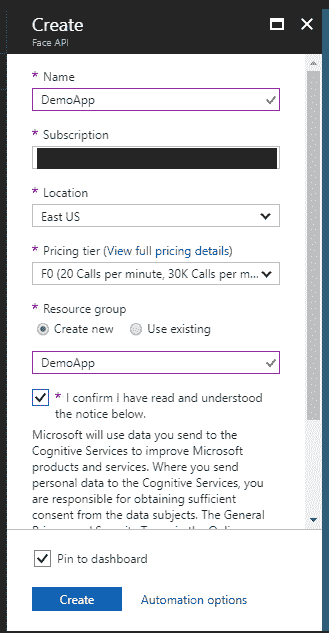 Create
Face API
* Name
DemoApp
* Subscription
* Location
East US
* Pricing tier (View full pricing details)
F0 (20 Calls per minute, 30K Calls per m...
* Resource group
Create new Use existing
DemoApp
* I confirm I have read and understood
the notice below.
Microsoft will use data you send to the
Cognitive Services to improve Microsoft
products and services. Where you send
personal data to the Cognitive Services, you
are responsible for obtaining sufficient
consent from the data subjects. The General
Pin to dashboard
Create Automation options